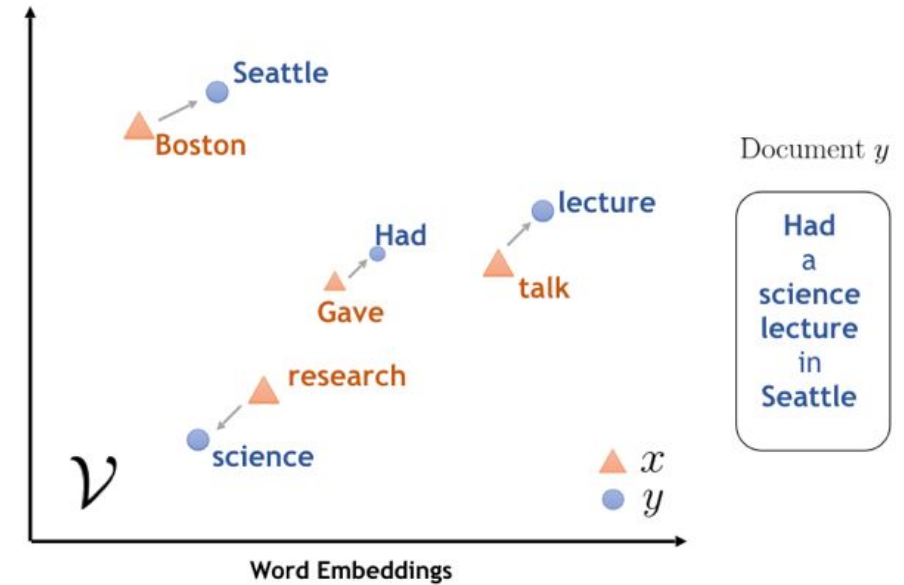 Seattle
Boston
Document y
lecture
Had
Had
a
talk
science
Gave
lecture
in
research
Seattle
science
x
𝒱
y
Word Embeddings